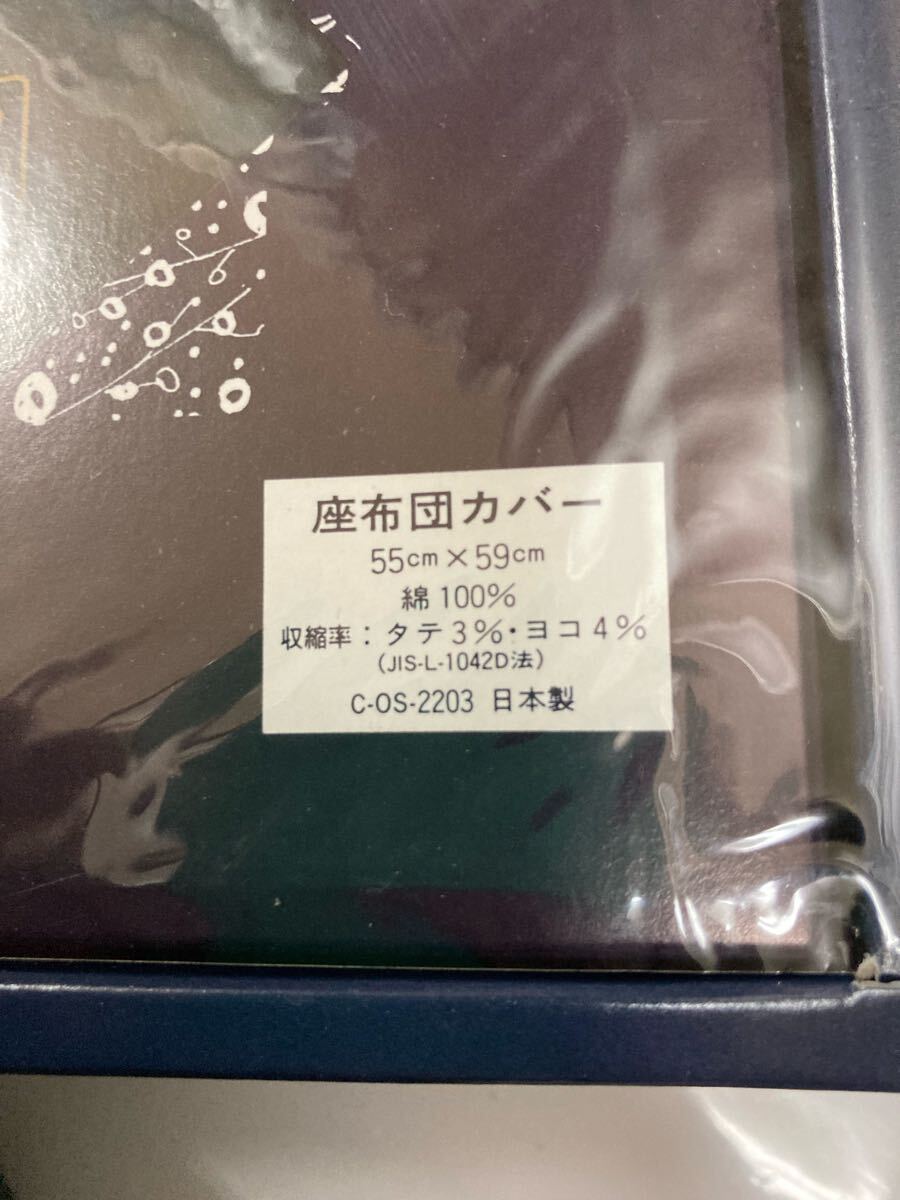 座布団カバー
55cm×59cm
綿100%
収縮率：タテ3%・ヨコ4%
(JIS-L-1042D法)
C-OS-2203 日本製